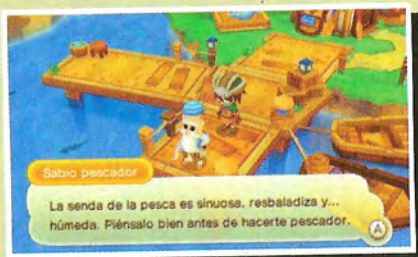 Sabio pescador
La senda de la pesca es sinuosa, resbaladiza y...
húmeda. Piénsalo bien antes de hacerte pescador.
A